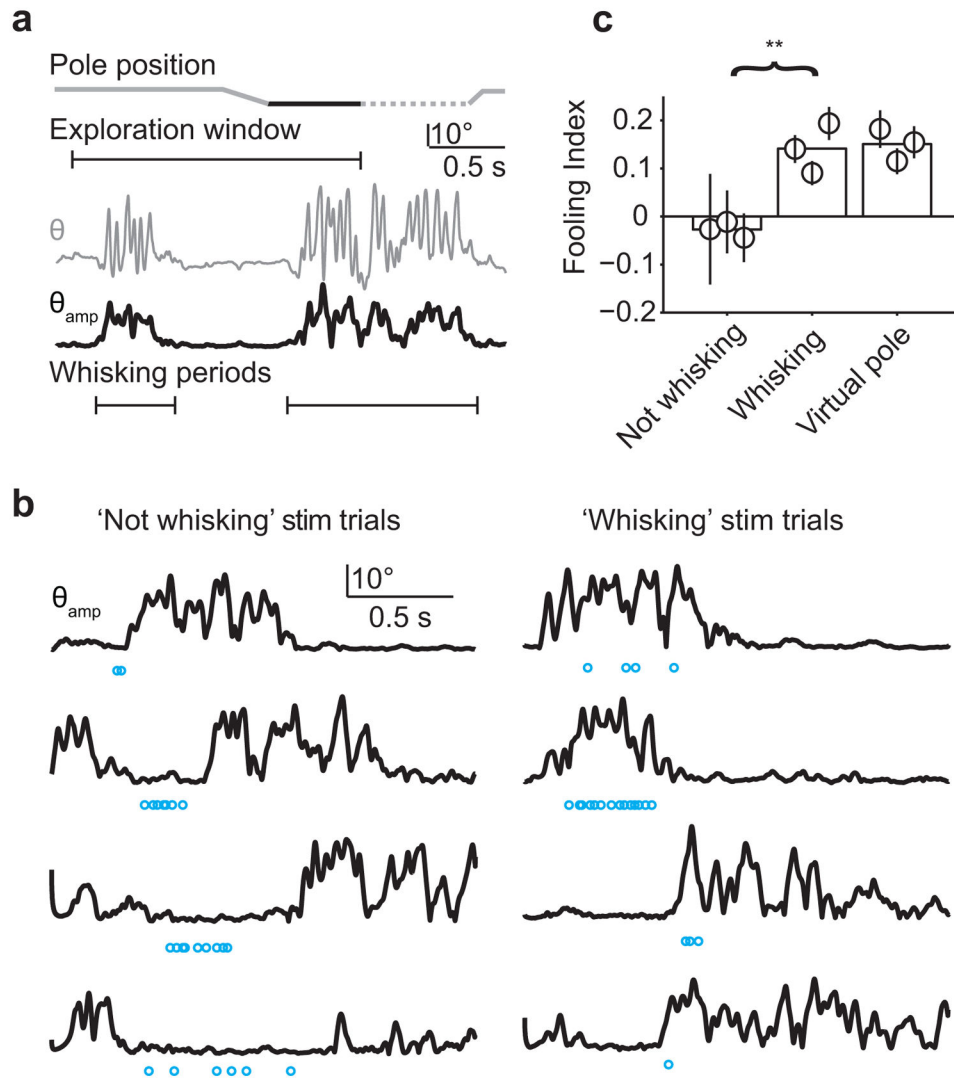 a
Pole position
Exploration window
10°
0.5 s
θ
θamp
Whisking periods
c
**
Fooling Index
0.2
0.1
0
−0.1
−0.2
Not whisking
Whisking
Virtual pole
b
‘Not whisking’ stim trials
‘Whisking’ stim trials
θamp
10°
0.5 s